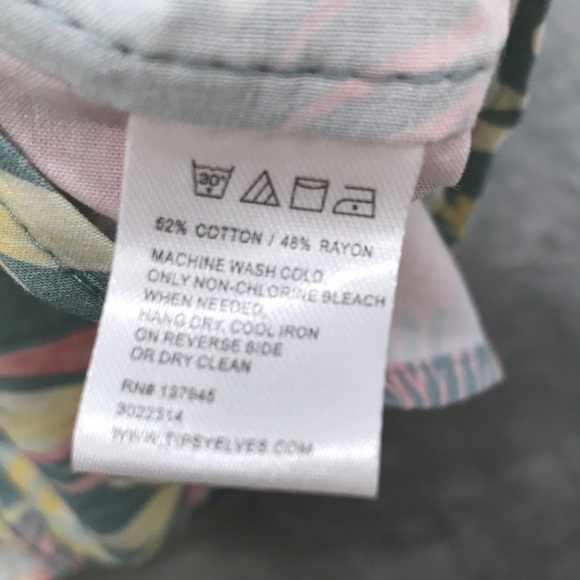 30°
52% COTTON / 48% RAYON
MACHINE WASH COLD,
ONLY NON-CHLORINE BLEACH
WHEN NEEDED,
HANG DRY, COOL IRON
ON REVERSE SIDE
OR DRY CLEAN
RN# 137945
3022314
WWW.TIPSYELVES.COM